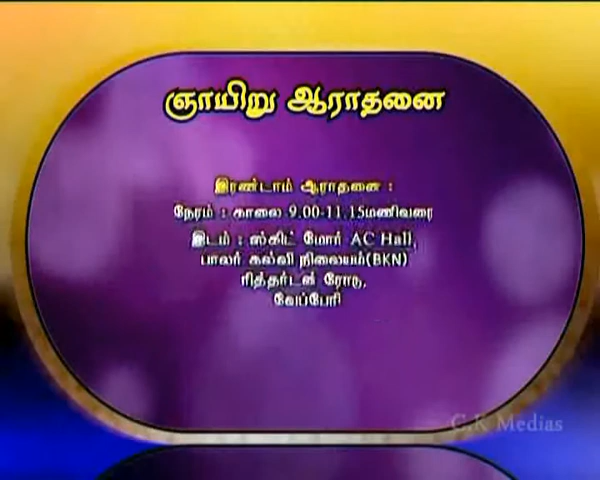 ஞாயிறு ஆராதனை
இரண்டாம் ஆராதனை :
நேரம் : காலை 9.00-11.15மணிவரை
இடம் : ஸ்கிட் மோர் AC Hall,
பாலர் கல்வி நிலையம்(BKN)
ரித்தர்டன் ரோடு,
வேப்பேரி
C.K Medias